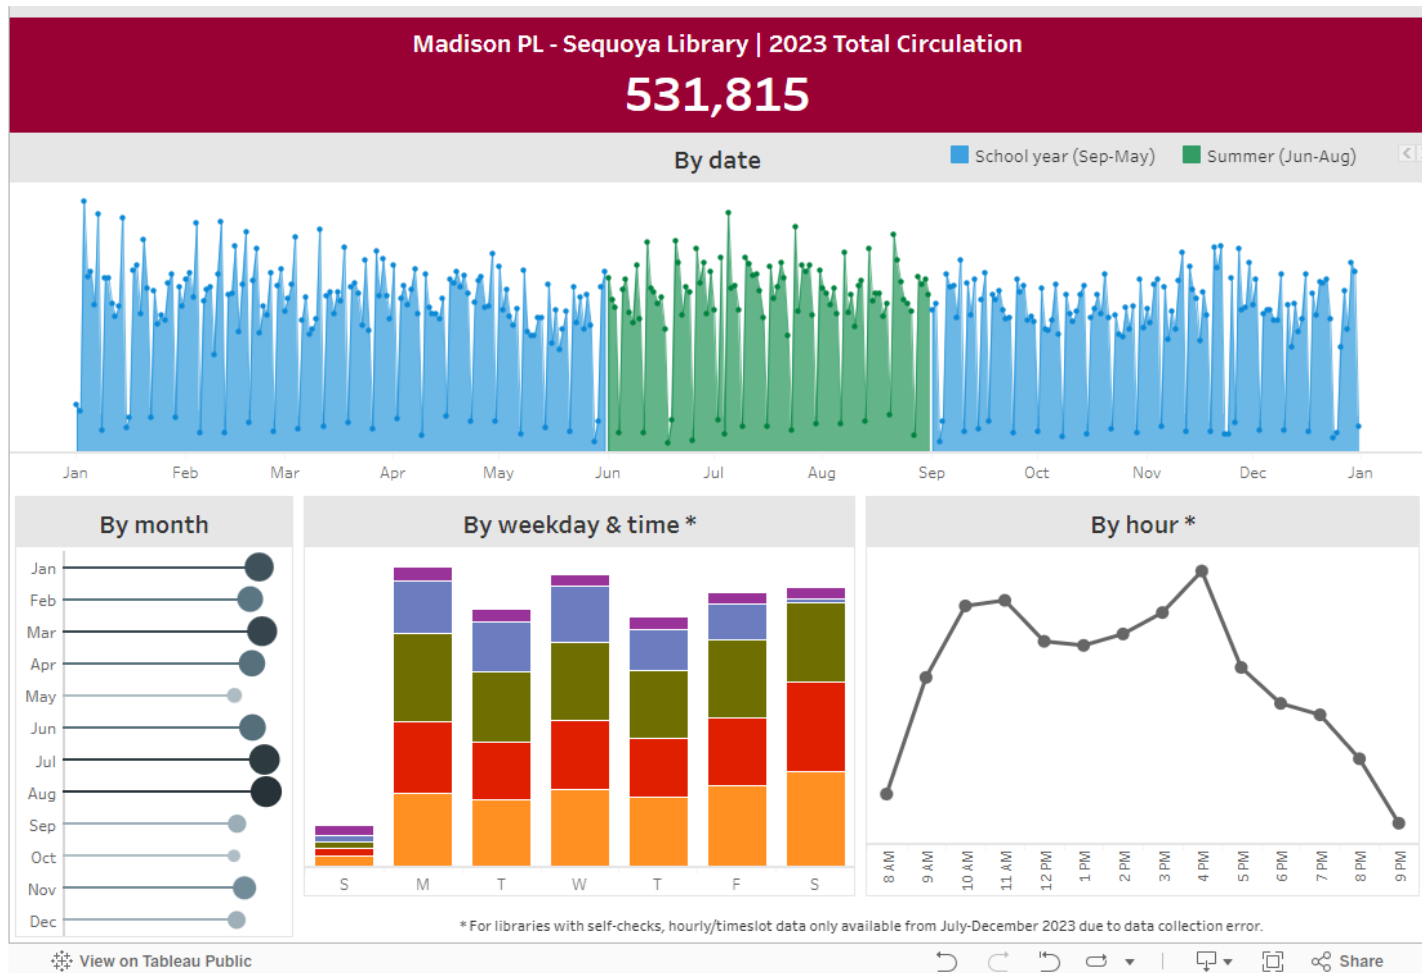 Madison PL - Sequoya Library | 2023 Total Circulation
531,815
By date
School year (Sep-May)
Summer (Jun-Aug)
Jan Feb Mar Apr May Jun Jul Aug Sep Oct Nov Dec Jan
By month
Jan
Feb
Mar
Apr
May
Jun
Jul
Aug
Sep
Oct
Nov
Dec
By weekday & time *
S M T W T F S
By hour *
8 AM 9 AM 10 AM 11 AM 12 PM 1 PM 2 PM 3 PM 4 PM 5 PM 6 PM 7 PM 8 PM 9 PM
* For libraries with self-checks, hourly/timeslot data only available from July-December 2023 due to data collection error.
View on Tableau Public
Share